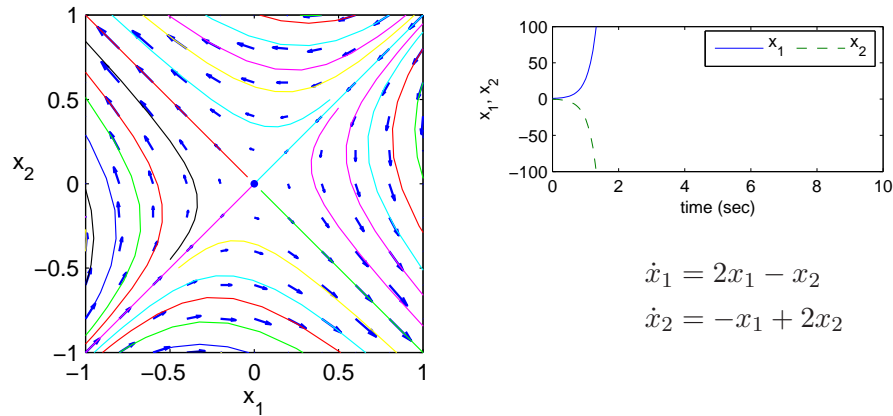 1
0.5
0
−0.5
−1
x2
−1 −0.5 0 0.5 1
x1
100
50
0
−50
−100
x1, x2
x1 x2
0 2 4 6 8 10
time (sec)
ẋ1 = 2x1 − x2
ẋ2 = −x1 + 2x2